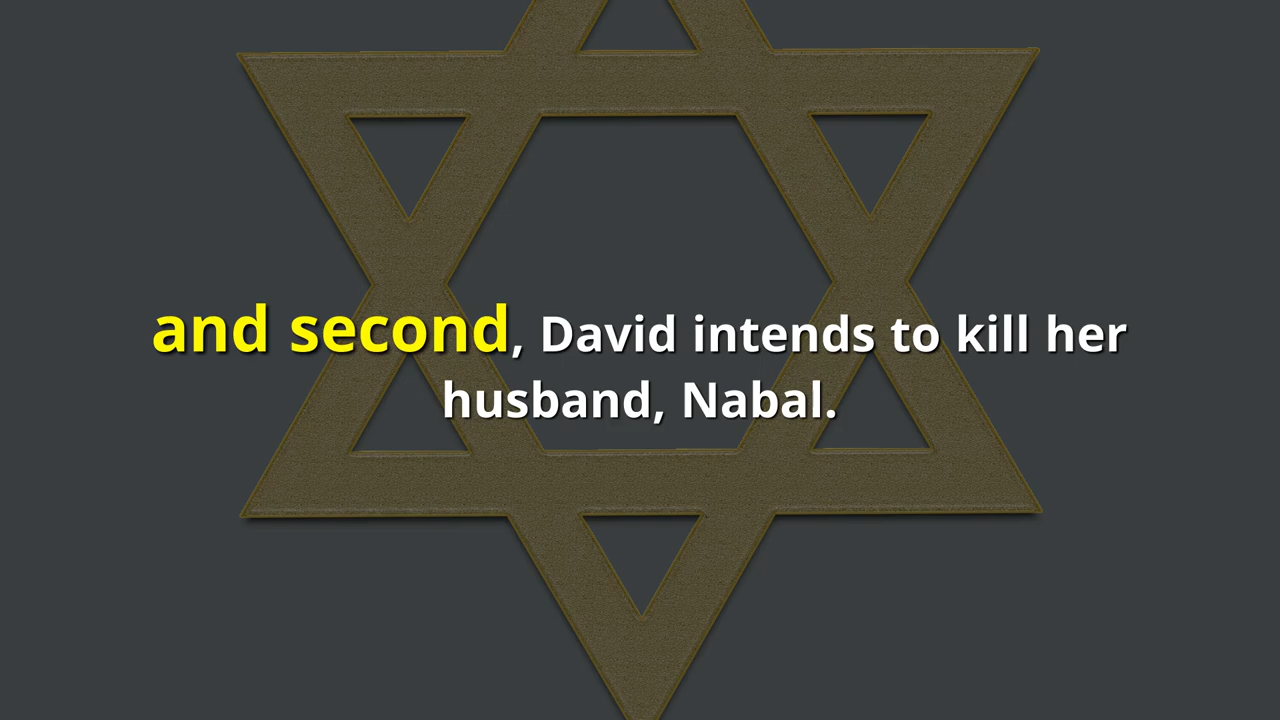 and second, David intends to kill her
husband, Nabal.